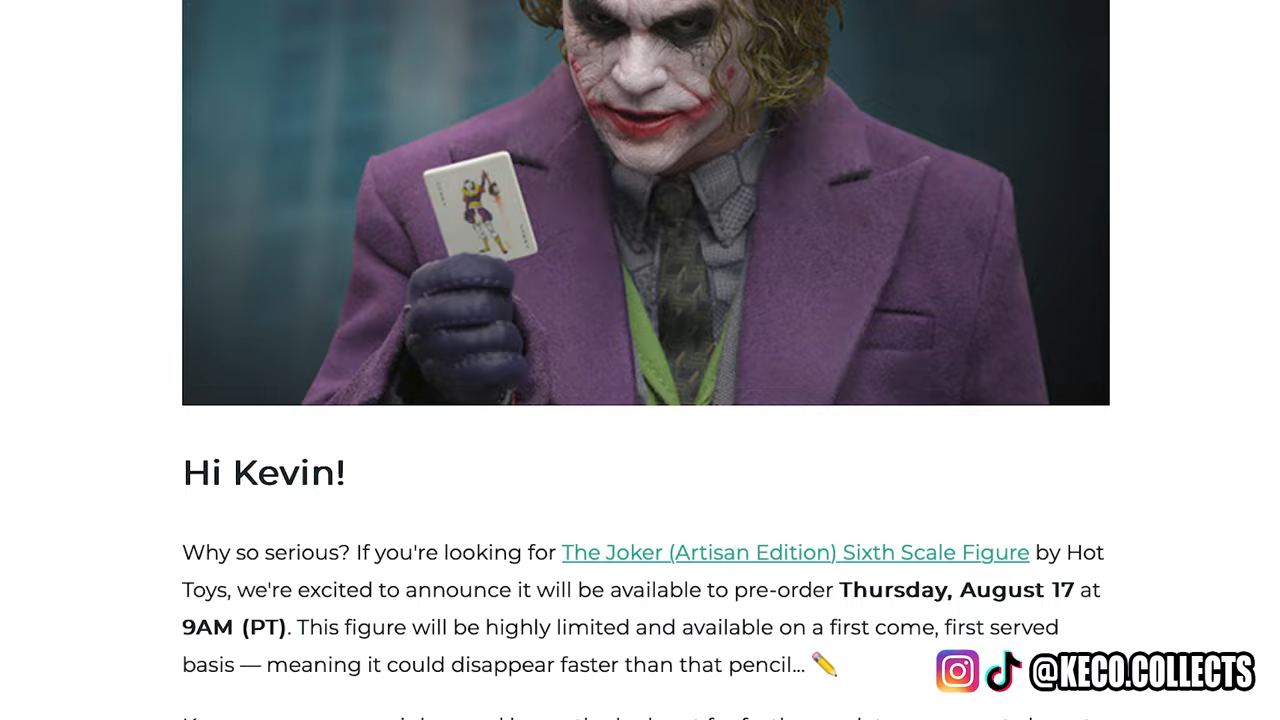 Hi Kevin!
Why so serious? If you're looking for The Joker (Artisan Edition) Sixth Scale Figure by Hot
Toys, we're excited to announce it will be available to pre-order Thursday, August 17 at
9AM (PT). This figure will be highly limited and available on a first come, first served
basis — meaning it could disappear faster than that pencil... ✏️
@KECO.COLLECTS